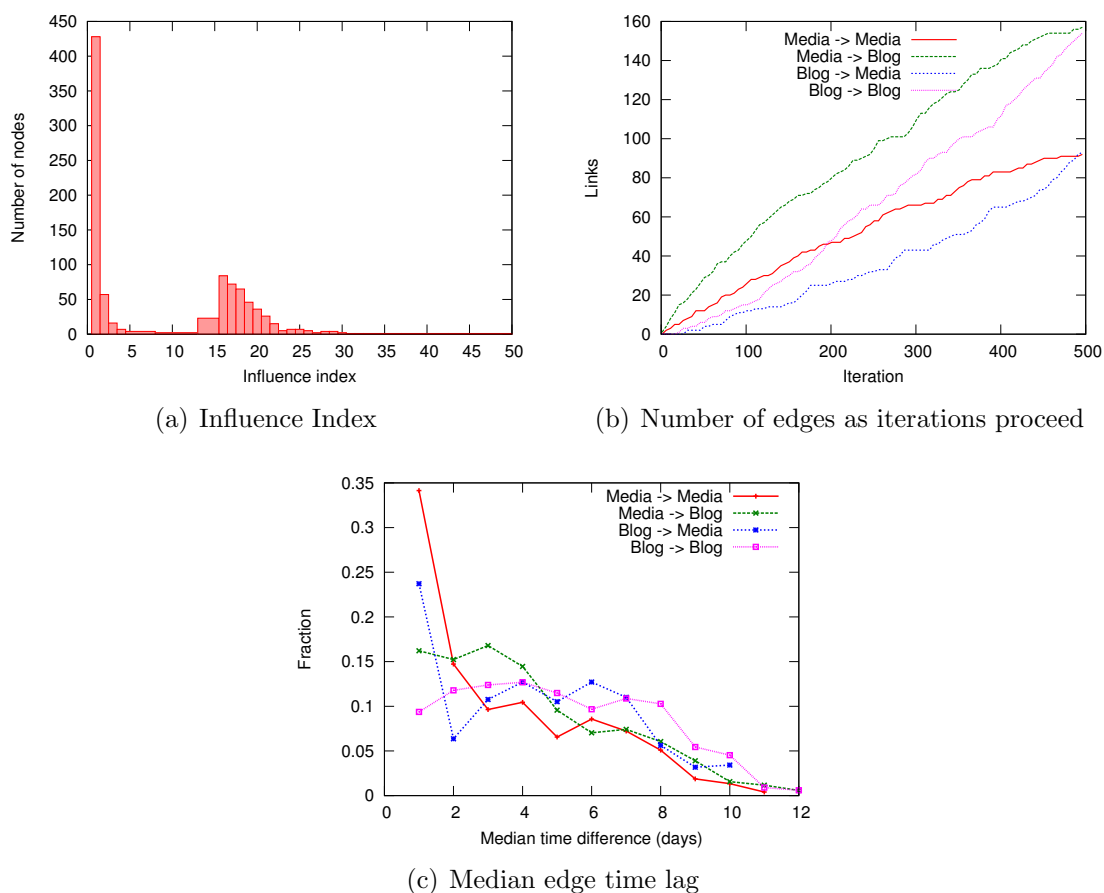 450
400
350
300
250
200
150
100
50
0
Number of nodes
0 5 10 15 20 25 30 35 40 45 50
Influence index
(a) Influence Index
160
140
120
100
80
60
40
20
0
Links
Media -> Media
Media -> Blog
Blog -> Media
Blog -> Blog
0 100 200 300 400 500
Iteration
(b) Number of edges as iterations proceed
0.35
0.3
0.25
0.2
0.15
0.1
0.05
0
Fraction
Media -> Media
Media -> Blog
Blog -> Media
Blog -> Blog
0 2 4 6 8 10 12
Median time difference (days)
(c) Median edge time lag